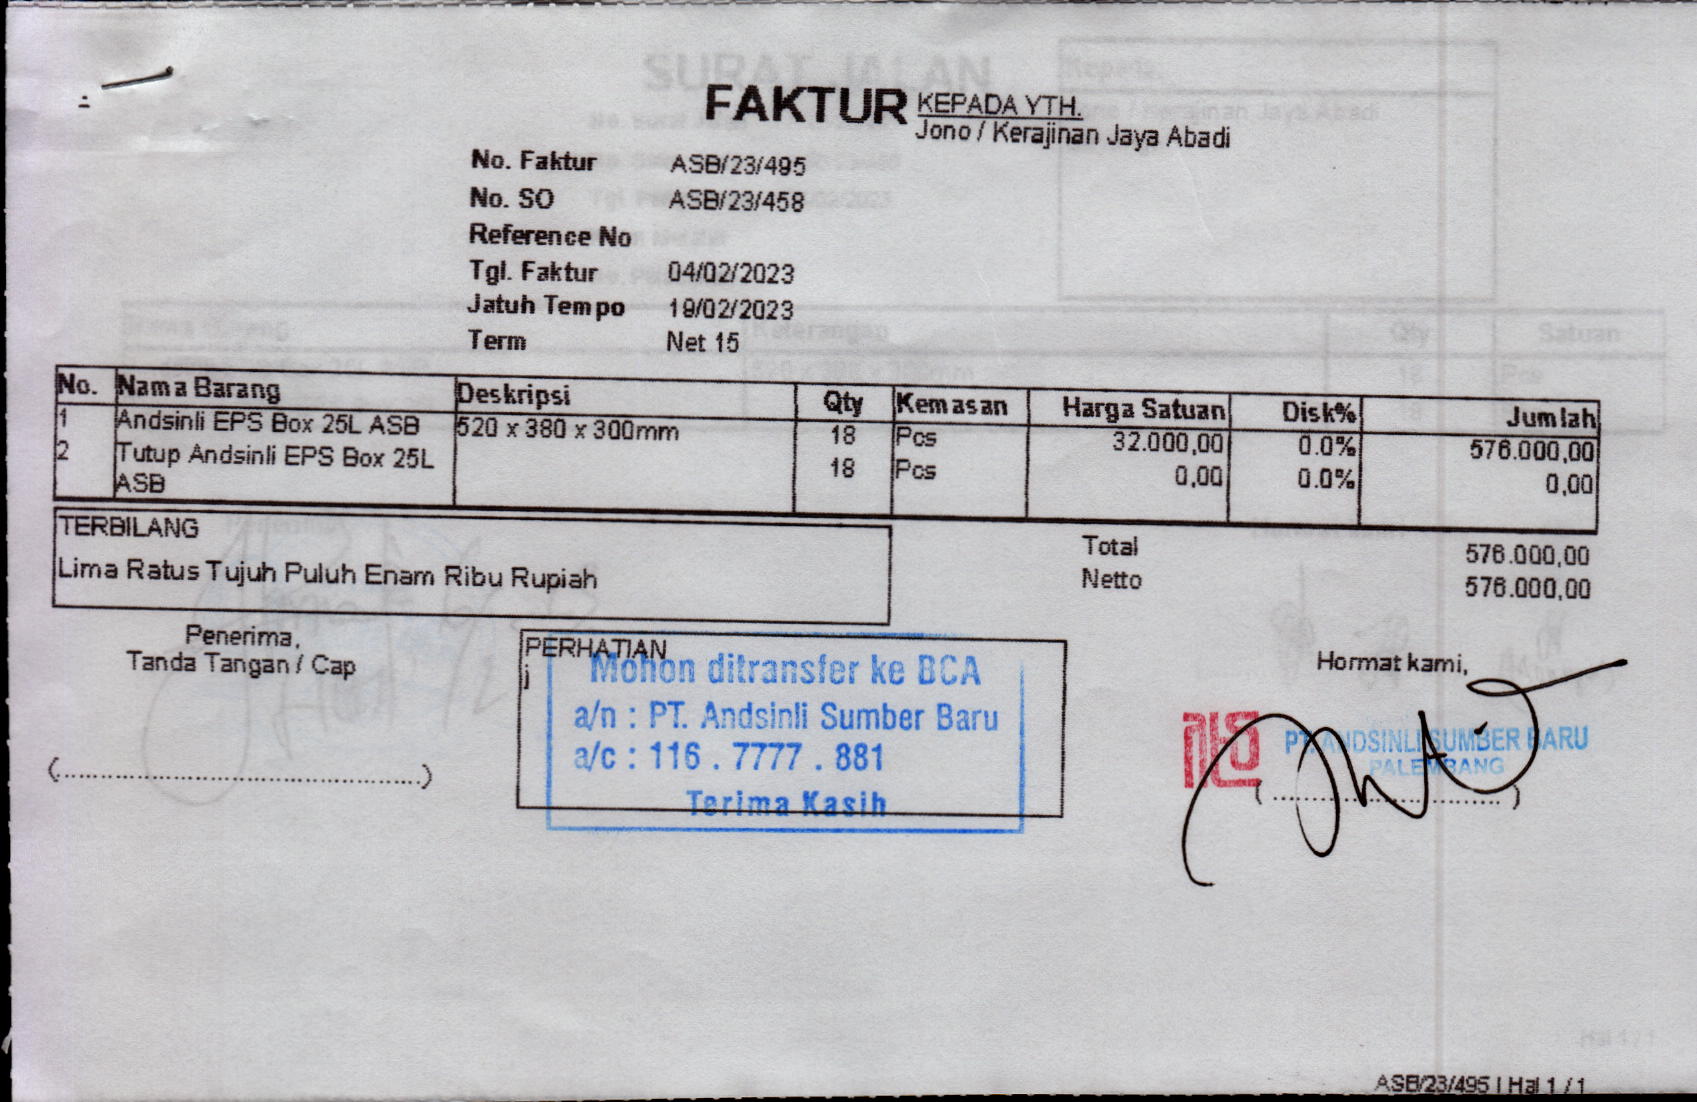 FAKTUR
KEPADA YTH.
Jono / Kerajinan Jaya Abadi
No. Faktur ASB/23/495
No. SO ASB/23/458
Reference No
Tgl. Faktur 04/02/2023
Jatuh Tempo 19/02/2023
Term Net 15
No. Nama Barang Deskripsi Qty Kemasan Harga Satuan Disk% Jumlah
1 Andsinli EPS Box 25L ASB 520 x 380 x 300mm 18 Pcs 32.000,00 0.0% 576.000,00
2 Tutup Andsinli EPS Box 25L 18 Pcs 0,00 0.0% 0,00
ASB
TERBILANG
Lima Ratus Tujuh Puluh Enam Ribu Rupiah
Total 576.000,00
Netto 576.000,00
Penerima,
Tanda Tangan / Cap
(..........................................)
PERHATIAN
j
Mohon ditransfer ke BCA
a/n : PT. Andsinli Sumber Baru
a/c : 116 . 7777 . 881
Terima Kasih
Hormat kami,
PT. ANDSINLI SUMBER BARU
PALEMBANG
(..........................................)
ASB/23/495 | Hal 1 / 1